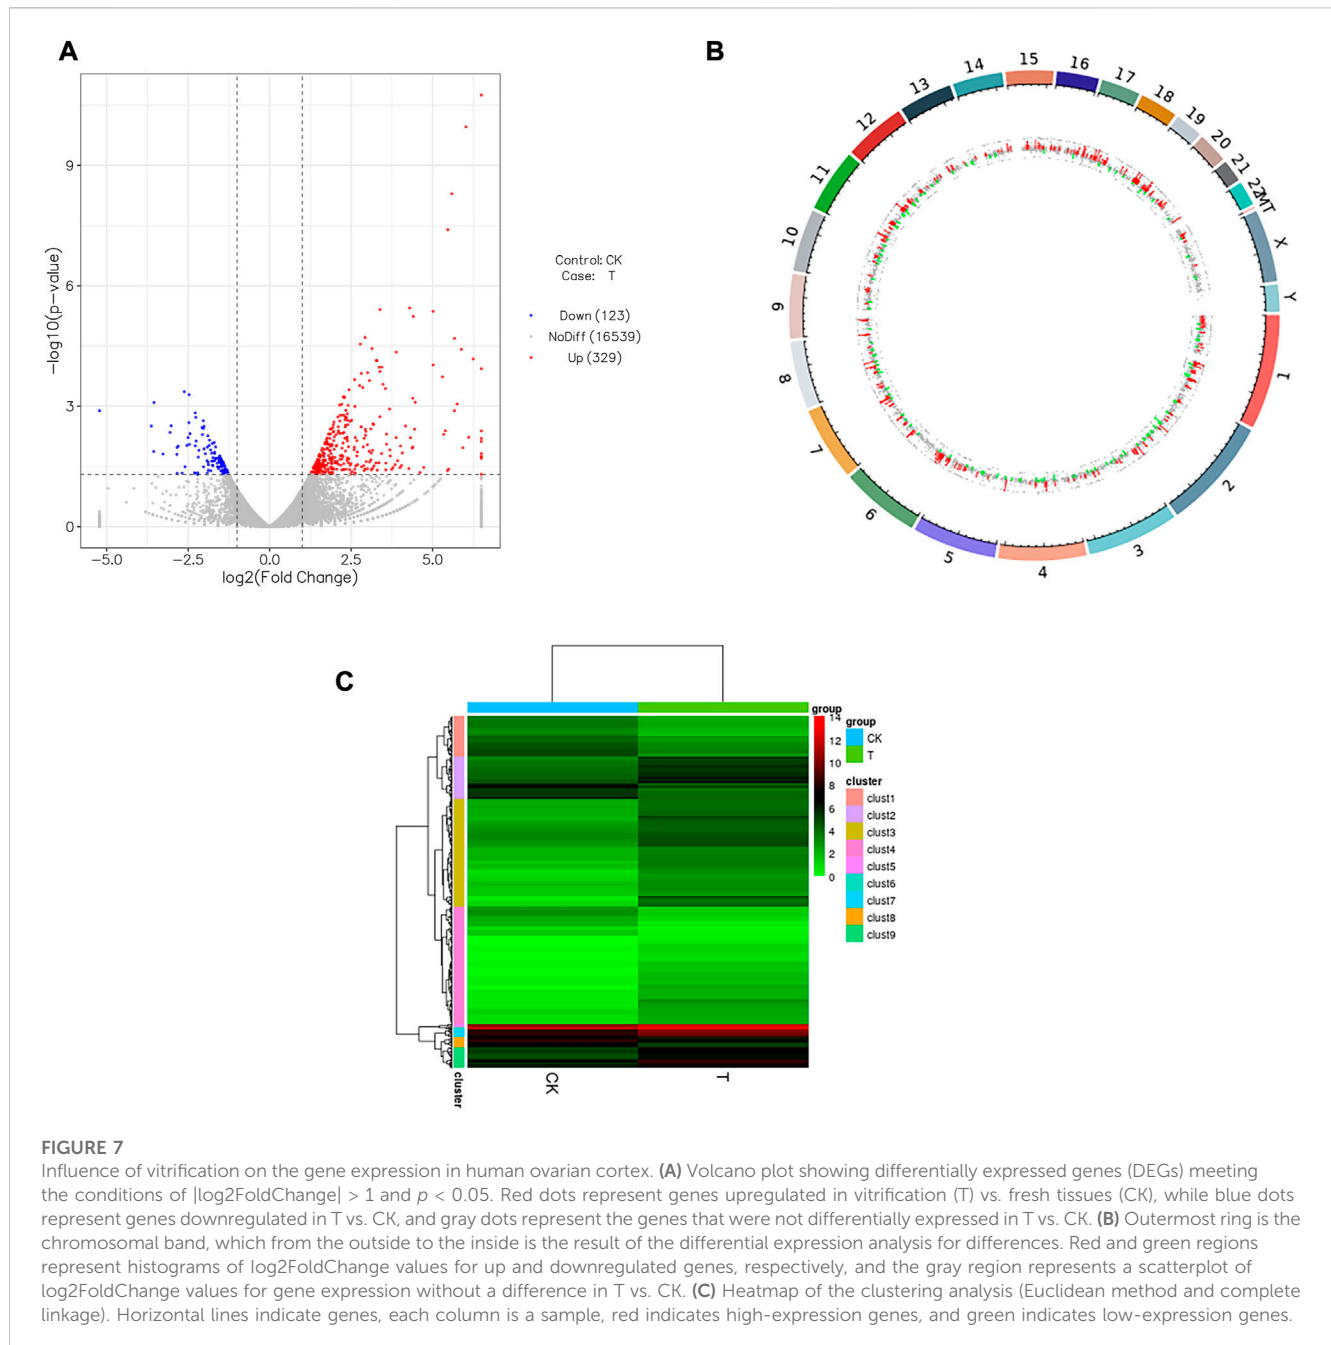 A
9
6
3
0
−log10(p−value)
−5.0
−2.5
0.0
2.5
5.0
log2(Fold Change)
Control: CK
Case: T
Down (123)
NoDiff (16539)
Up (329)
B
1
2
3
4
5
6
7
8
9
10
11
12
13
14
15
16
17
18
19
20
21
22
MT
X
Y
C
group
14
12
10
8
6
4
2
0
group
CK
T
cluster
clust1
clust2
clust3
clust4
clust5
clust6
clust7
clust8
clust9
cluster
CK
T
FIGURE 7
Influence of vitrification on the gene expression in human ovarian cortex. (A) Volcano plot showing differentially expressed genes (DEGs) meeting
the conditions of |log2FoldChange| > 1 and p < 0.05. Red dots represent genes upregulated in vitrification (T) vs. fresh tissues (CK), while blue dots
represent genes downregulated in T vs. CK, and gray dots represent the genes that were not differentially expressed in T vs. CK. (B) Outermost ring is the
chromosomal band, which from the outside to the inside is the result of the differential expression analysis for differences. Red and green regions
represent histograms of log2FoldChange values for up and downregulated genes, respectively, and the gray region represents a scatterplot of
log2FoldChange values for gene expression without a difference in T vs. CK. (C) Heatmap of the clustering analysis (Euclidean method and complete
linkage). Horizontal lines indicate genes, each column is a sample, red indicates high-expression genes, and green indicates low-expression genes.